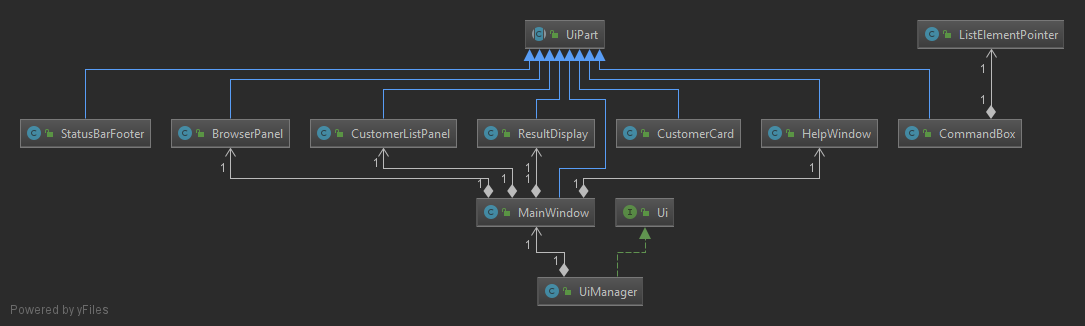 C UiPart
C ListElementPointer
1
1
C StatusBarFooter
C BrowserPanel
C CustomerListPanel
C ResultDisplay
C CustomerCard
C HelpWindow
C CommandBox
1
1
1
1
1
1
1
1
C MainWindow
I Ui
1
1
C UiManager
Powered by yFiles